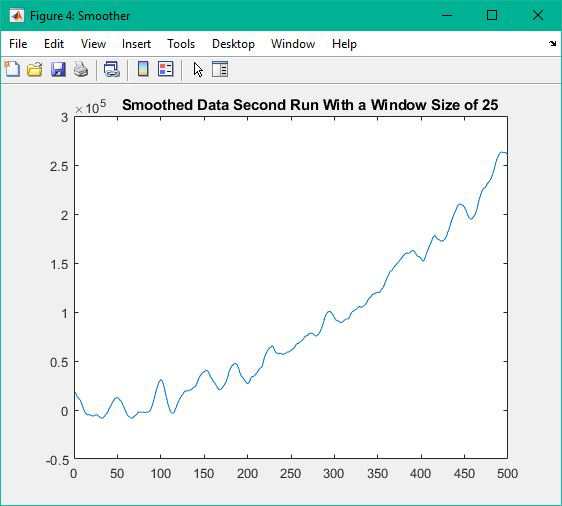 Figure 4: Smoother
File Edit View Insert Tools Desktop Window Help
×10⁵ Smoothed Data Second Run With a Window Size of 25
3
2.5
2
1.5
1
0.5
0
-0.5
0 50 100 150 200 250 300 350 400 450 500